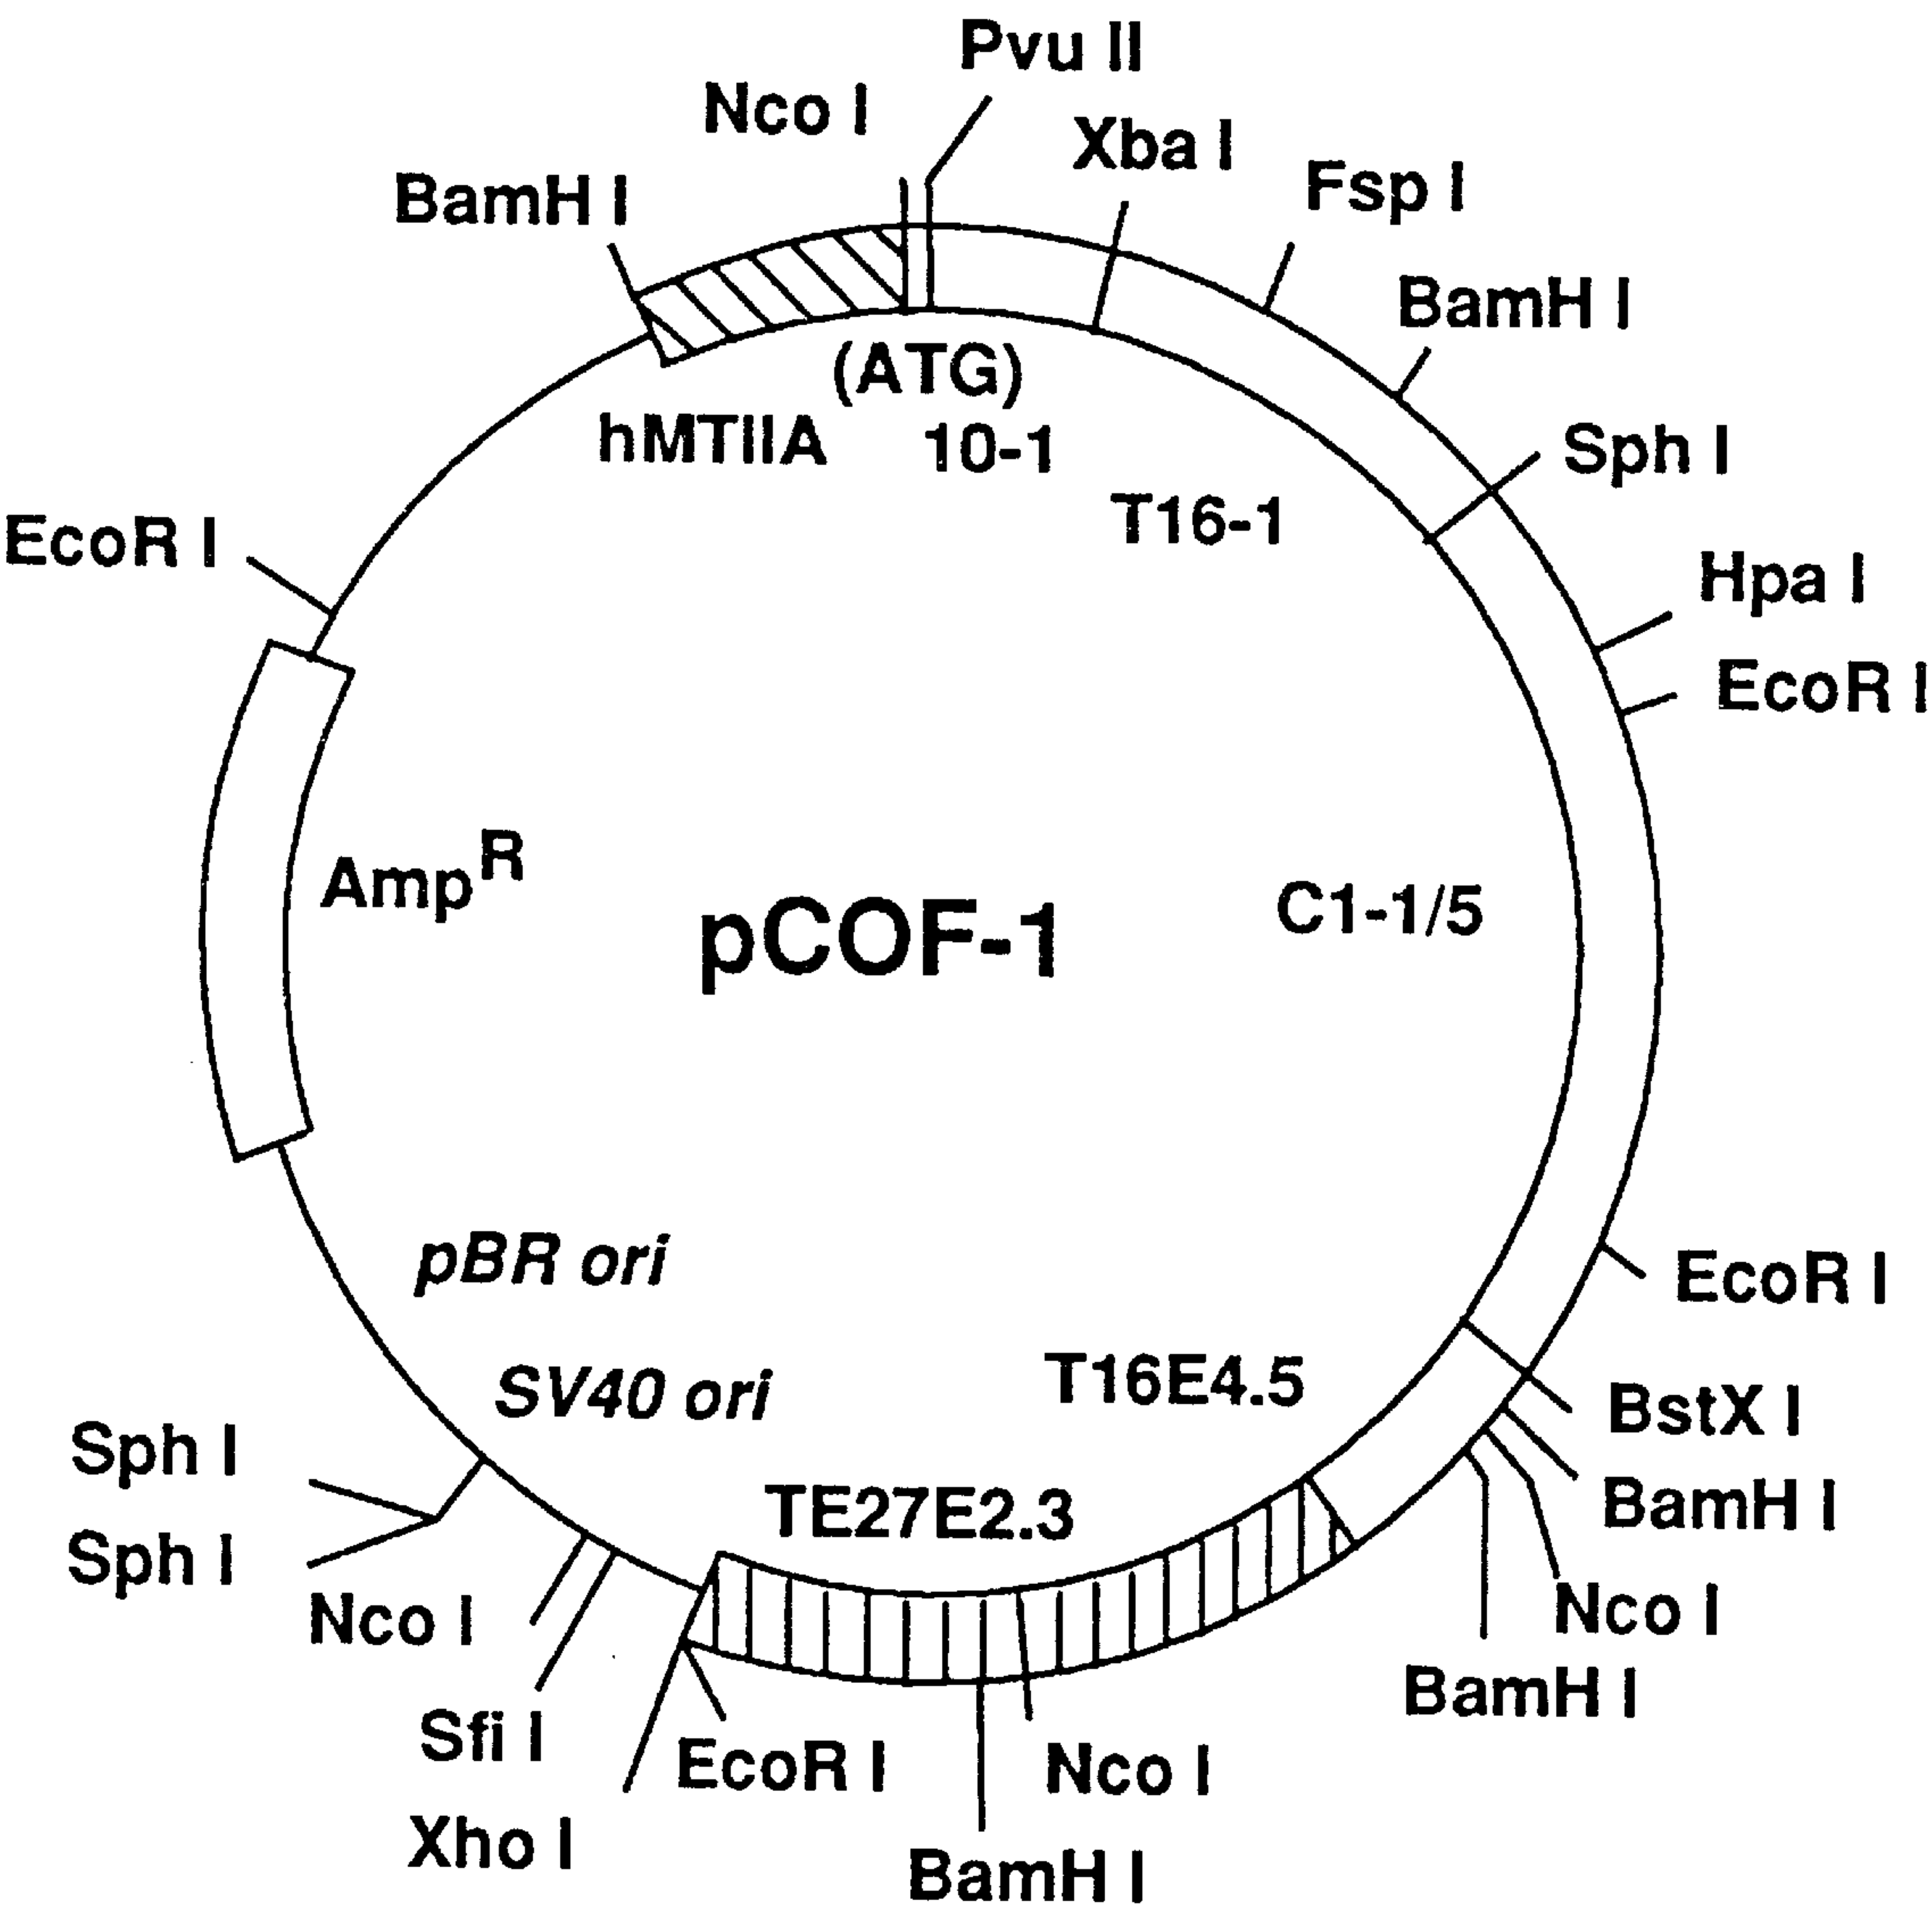 Pvu II
Nco I
Xba I
BamH I
Fsp I
BamH I
(ATG)
hMTIIA
10-1
Sph I
T16-1
EcoR I
Hpa I
EcoR I
Amp^R
pCOF-1
C1-1/5
pBR ori
EcoR I
SV40 ori
T16E4.5
BstX I
Sph I
TE27E2.3
BamH I
Sph I
Nco I
Nco I
BamH I
Sfi I
EcoR I
Nco I
Xho I
BamH I